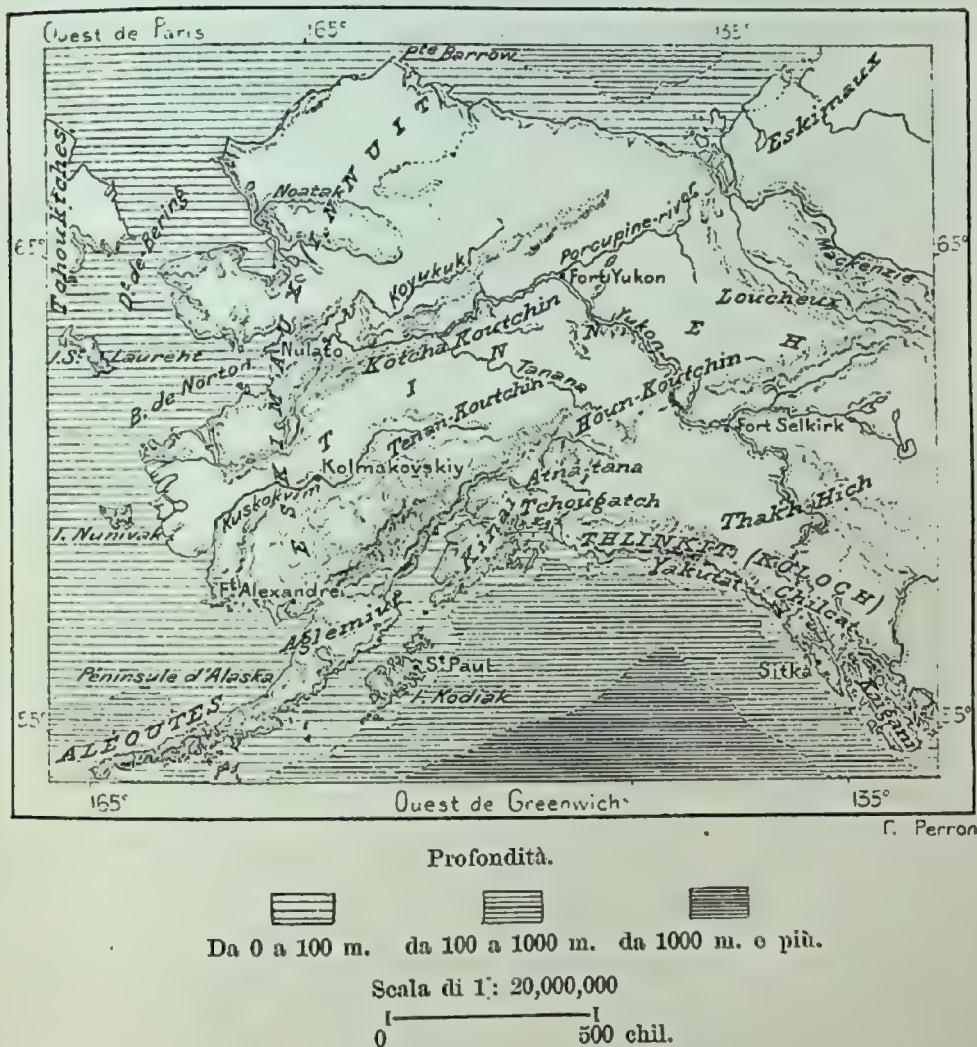 Ouest de Paris
165°
135°
Pte Barrow
Eskimaux
INNUIT
Tchouktches
Noatak
Dt de Bering
65°
65°
Porcupine-riv.
Mackenzie
Koyukuk
Fort Yukon
Loucheux
I. St Laurent
Nulato
Kotcha Koutchin
Yukon
TINNEH
B. de Norton
Tanana
Tenan-Koutchin
Houn-Koutchin
Fort Selkirk
ESKIMAUX
Kolmakovskiy
Atna-tana
Kuskokvim
Tchougatch
Thakh-Hich
I. Nunivak
Kinai
THLINKIT (KOLOCH)
Yakutat
Ft Alexandre
Chilcat
Aglemiut
St Paul
Sitka
Péninsule d'Alaska
I. Kodiak
Kaigani
55°
55°
ALEOUTES
165°
Ouest de Greenwich
135°
Perron
Profondità.
Da 0 a 100 m. da 100 a 1000 m. da 1000 m. e più.
Scala di 1 : 20,000,000
0 500 chil.